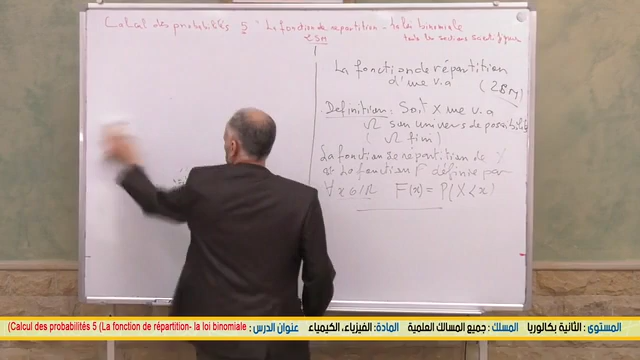 Calcul des probabilités 5 : La fonction de répartition - la loi binomiale
2SM toutes les sections sauf
La fonction de répartition
d'une v.a (2SM)
Définition: Soit X une v.a
Ω son univers de possibilité
(Ω fini)
La fonction de répartition de X
est la fonction F définie par
∀x∈ℝ F(x) = P(X<x)
المستوى : الثانية بكالوريا المسلك : جميع المسالك العلمية المادة: الفيزياء، الكيمياء عنوان الدرس : Calcul des probabilités 5 (La fonction de répartition- la loi binomiale)